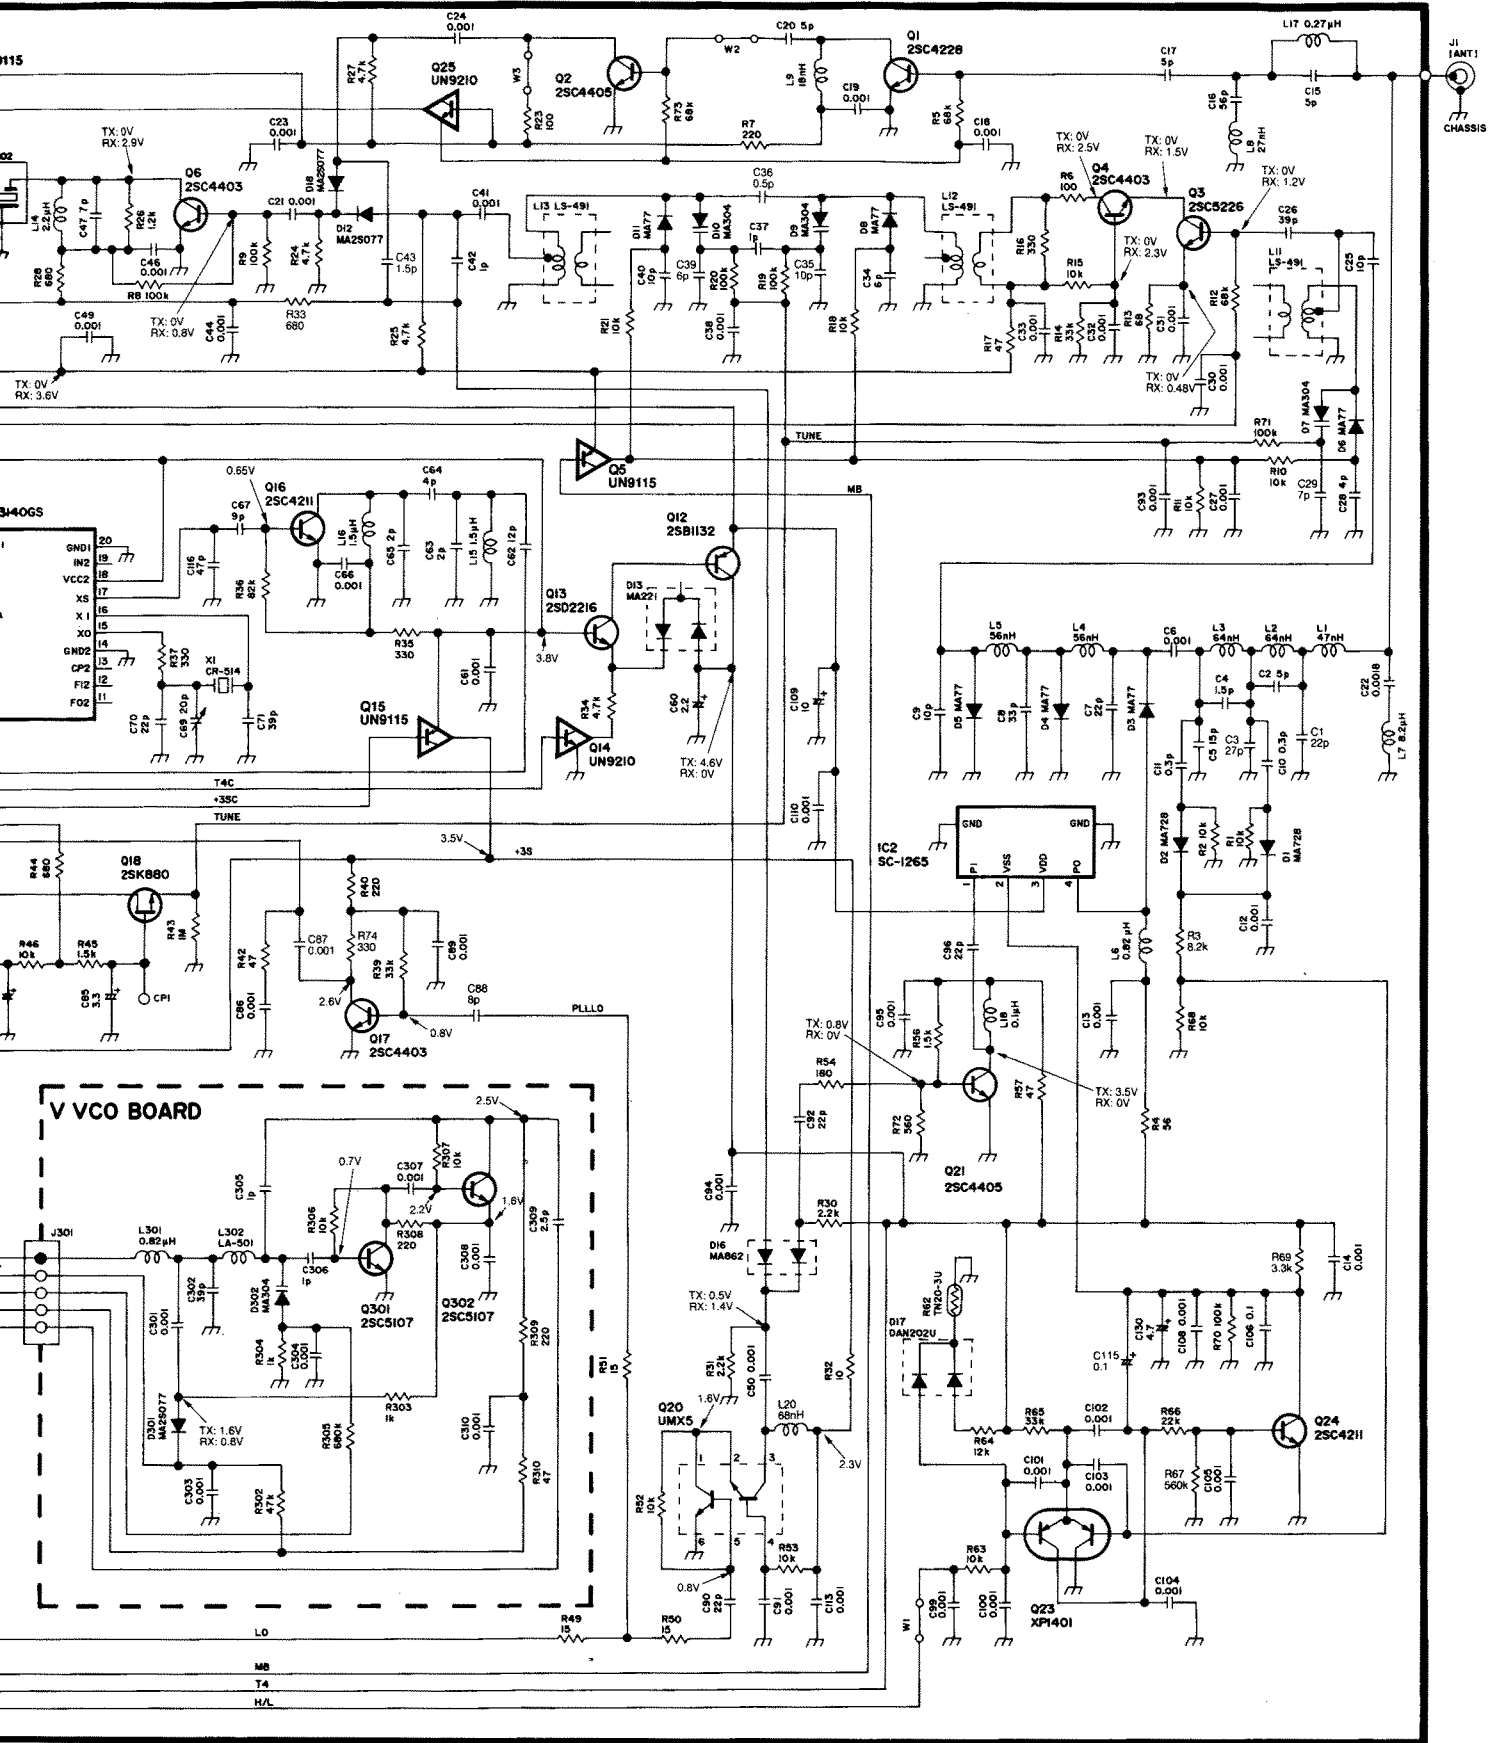 C24
0.001
C20 5p
W2
Q1
2SC4228
L17 0.27µH
J1
(ANT)
CHASSIS
9115
R27
4.7k
Q25
UN9210
W3
R23
100
Q2
2SC4405
R73
68k
L9
18nH
C19
0.001
R5
68k
C18
0.001
C17
5p
C16
56p
C15
5p
L8
27nH
C23
0.001
R7
220
TX: 0V
RX: 2.9V
Q6
2SC4403
D18
MA2S077
C21 0.001
D12
MA2S077
C41
0.001
L13 LS-491
C36
0.5p
L12
LS-491
R6
100
TX: 0V
RX: 2.5V
Q4
2SC4403
TX: 0V
RX: 1.5V
Q3
2SC5226
TX: 0V
RX: 1.2V
C26
39p
L14
2.2µH
C47 7p
R26
1.2k
C46
0.001
R28
680
R8 100k
R9
100k
R24
4.7k
C43
1.5p
C42
1p
D11
MA77
D10
MA304
C37
1p
D9
MA304
D8
MA77
C40
10p
C39
6p
R20
100k
R19
100k
C35
10p
C34
6p
R16
330
R15
10k
TX: 0V
RX: 2.3V
L11
LS-491
C25
10p
C49
0.001
TX: 0V
RX: 0.8V
C44
0.001
R33
680
R25
4.7k
R21
10k
C38
0.001
R18
10k
R17
47
C33
0.001
R14
33k
C32
0.001
R13
68
C31
0.001
R12
68k
TX: 0V
RX: 0.48V
C30
0.001
TX: 0V
RX: 3.6V
D7 MA304
D6 MA77
TUNE
R71
100k
R10
10k
Q5
UN9115
MB
C93
0.001
R11
10k
C27
0.001
C29
7p
C28 4p
3140GS
0.65V
C67
9p
Q16
2SC4211
C64
4p
L16
1.5µH
C65 2p
C63
2p
L15 1.5µH
C62 12p
C66
0.001
Q12
2SB1132
GND1
20
IN2
19
VCC2
18
XS
17
X1
16
XO
15
GND2
14
CP2
13
FI2
12
FO2
11
C116
47p
R36
82k
R35
330
Q13
2SD2216
D13
MA221
R37
330
X1
CR-514
C70
22p
C69 20p
C71
39p
C61
0.001
3.8V
R34
4.7k
C60
2.2
C109
10
Q15
UN9115
Q14
UN9210
TX: 4.6V
RX: 0V
L5
56nH
L4
56nH
C6
0.001
L3
64nH
L2
64nH
L1
47nH
C4
1.5p
C2 5p
C9
10p
D5 MA77
C8
33p
D4 MA77
C7
22p
D3 MA77
C11
0.3p
C5 15p
C3
27p
C10 0.3p
C1
22p
C22
0.0018
L7 8.2µH
T4C
+3SC
TUNE
C110
0.001
3.5V
+3S
IC2
SC-1265
GND
GND
PI
VSS
VDD
PO
1
2
3
4
D2 MA728
R2 10k
R1
10k
D1
MA728
R44
680
Q18
2SK880
R43
1M
R40
220
C87
0.001
R74
330
R39
33k
C89
0.001
R42
47
C86
0.001
R46
10k
R45
1.5k
C85
3.3
CP1
2.6V
Q17
2SC4403
C88
8p
0.8V
PLLLO
C96
22p
L6
0.82 µH
R3
8.2k
C12
0.001
C95
0.001
R56
1.5k
L18
0.1µH
C13
0.001
R68
10k
TX: 0.8V
RX: 0V
R54
180
R72
560
R57
47
TX: 3.5V
RX: 0V
R4
56
C92
22p
Q21
2SC4405
V VCO BOARD
2.5V
R307
10k
0.7V
C307
0.001
C305
1p
R306
10k
2.2V
1.6V
R308
220
C309
2.5p
J301
L301
0.82µH
L302
LA-501
C306
1p
C308
0.001
C302
39p
C301
0.001
D302
MA304
Q301
2SC5107
Q302
2SC5107
R304
1k
C304
0.001
R309
220
R303
1k
D301
MA2S077
TX: 1.6V
RX: 0.8V
R305
680k
C310
0.001
R310
47
C303
0.001
R302
47k
C94
0.001
R30
2.2k
D16
MA862
TX: 0.5V
RX: 1.4V
R31
2.2k
C50 0.001
R32
10
R51
15
Q20
UMX5
1.6V
L20
68nH
2.3V
1
2
3
6
5
4
R52
10k
R53
10k
0.8V
C90
22p
C91
0.001
C113
0.001
R69
3.3k
C14
0.001
R62
TN20-3U
D17
DAN202U
C115
0.1
C130
4.7
C108 0.001
R70 100k
C106 0.1
R65
33k
C102
0.001
R66
22k
Q24
2SC4211
R64
12k
C101
0.001
C103
0.001
R67
560k
C105
0.001
R63
10k
W1
C99
0.001
C100
0.001
Q23
XP1401
C104
0.001
R49
15
R50
15
LO
MB
T4
H/L